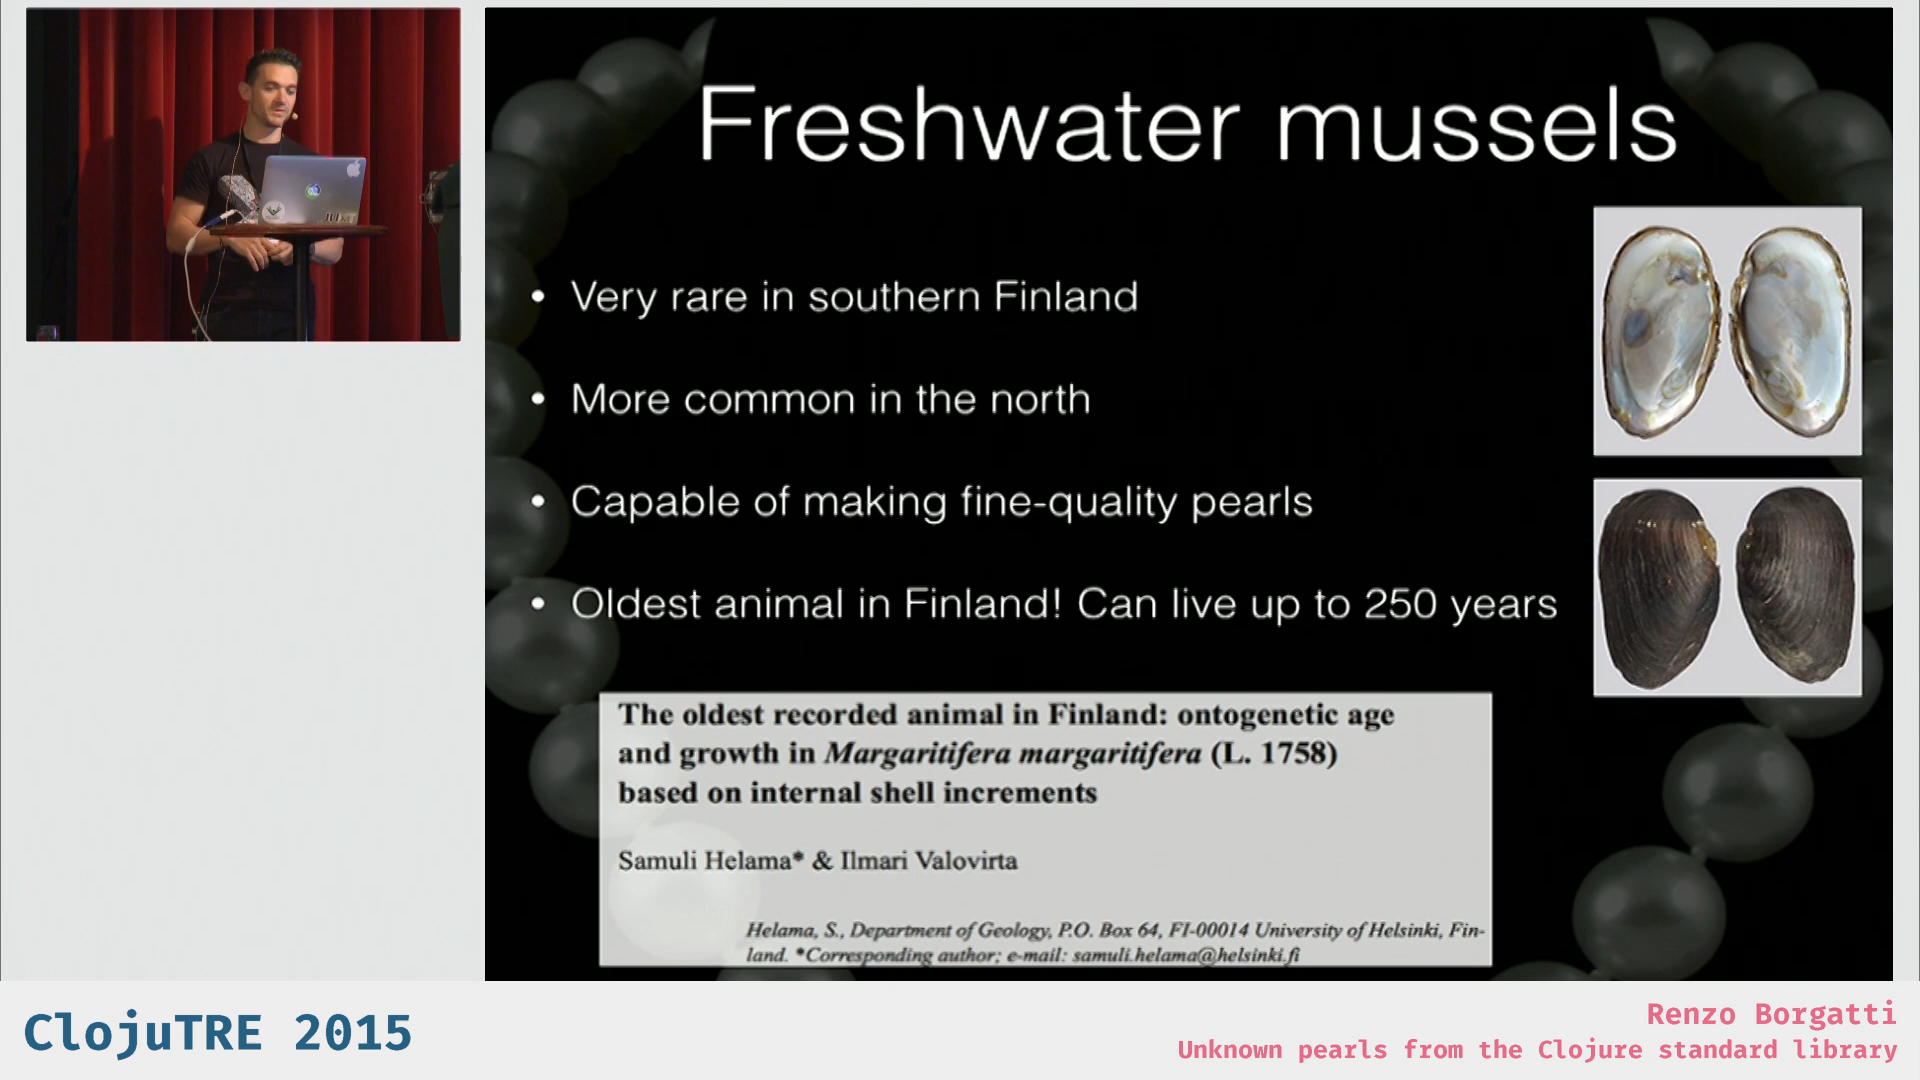 Freshwater mussels
• Very rare in southern Finland
• More common in the north
• Capable of making fine-quality pearls
• Oldest animal in Finland! Can live up to 250 years
The oldest recorded animal in Finland: ontogenetic age
and growth in Margaritifera margaritifera (L. 1758)
based on internal shell increments
Samuli Helama* & Ilmari Valovirta
Helama, S., Department of Geology, P.O. Box 64, FI-00014 University of Helsinki, Fin-
land. *Corresponding author; e-mail: samuli.helama@helsinki.fi
ClojuTRE 2015
Renzo Borgatti
Unknown pearls from the Clojure standard library